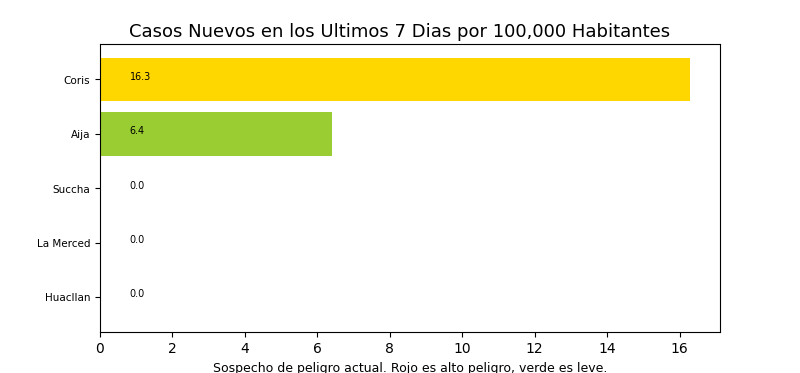 Casos Nuevos en los Ultimos 7 Dias por 100,000 Habitantes
Coris 16.3
Aija 6.4
Succha 0.0
La Merced 0.0
Huacllan 0.0
0 2 4 6 8 10 12 14 16
Sospecho de peligro actual. Rojo es alto peligro, verde es leve.